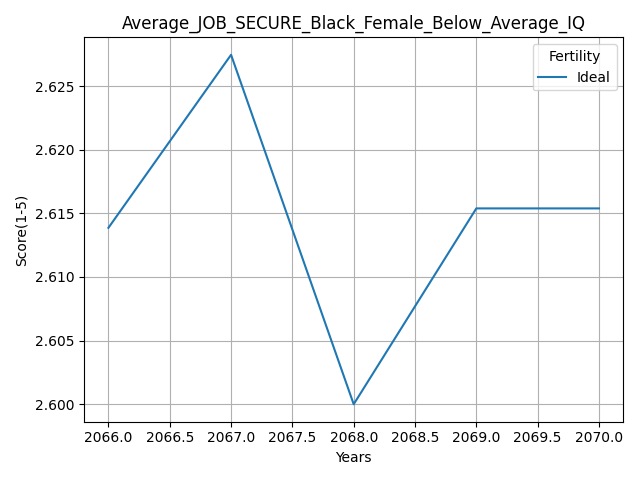 Average_JOB_SECURE_Black_Female_Below_Average_IQ
Fertility
Ideal
Score(1-5)
2.625
2.620
2.615
2.610
2.605
2.600
2066.0 2066.5 2067.0 2067.5 2068.0 2068.5 2069.0 2069.5 2070.0
Years